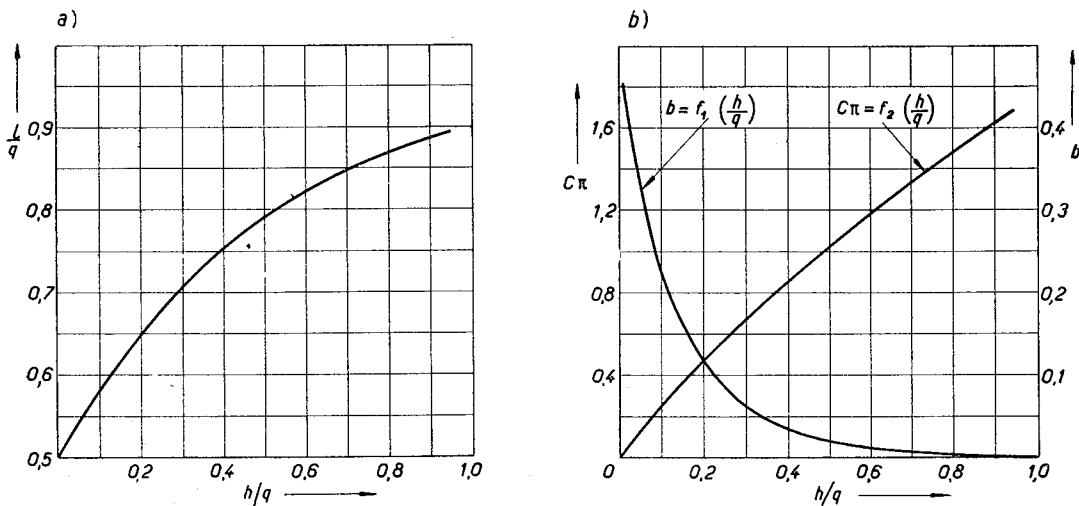 a)
L/q
0,9
0,8
0,7
0,6
0,5
0,2
0,4
0,6
0,8
1,0
h/q
b)
b = f₁ (h/q)
Cπ = f₂ (h/q)
Cπ
1,6
1,2
0,8
0,4
0
0,2
0,4
0,6
0,8
1,0
h/q
b
0,4
0,3
0,2
0,1